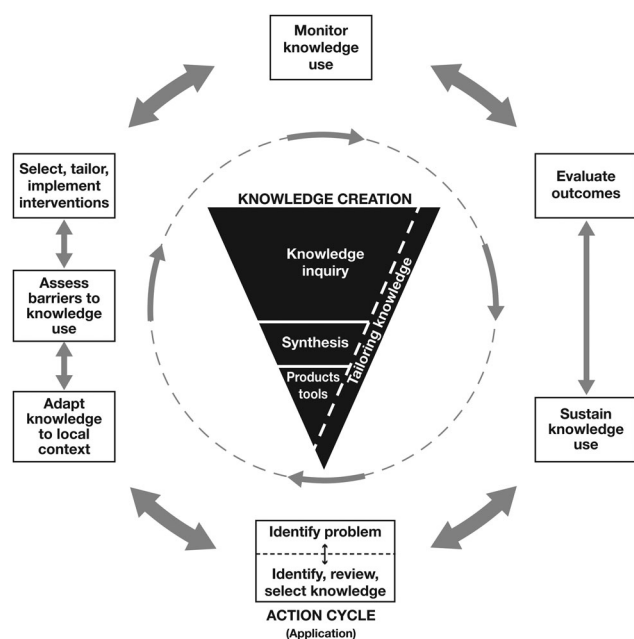 Monitor
knowledge
use
Select, tailor,
implement
interventions
Evaluate
outcomes
KNOWLEDGE CREATION
Knowledge
inquiry
Tailoring knowledge
Assess
barriers to
knowledge
use
Synthesis
Products
tools
Adapt
knowledge
to local
context
Sustain
knowledge
use
Identify problem
Identify, review,
select knowledge
ACTION CYCLE
(Application)